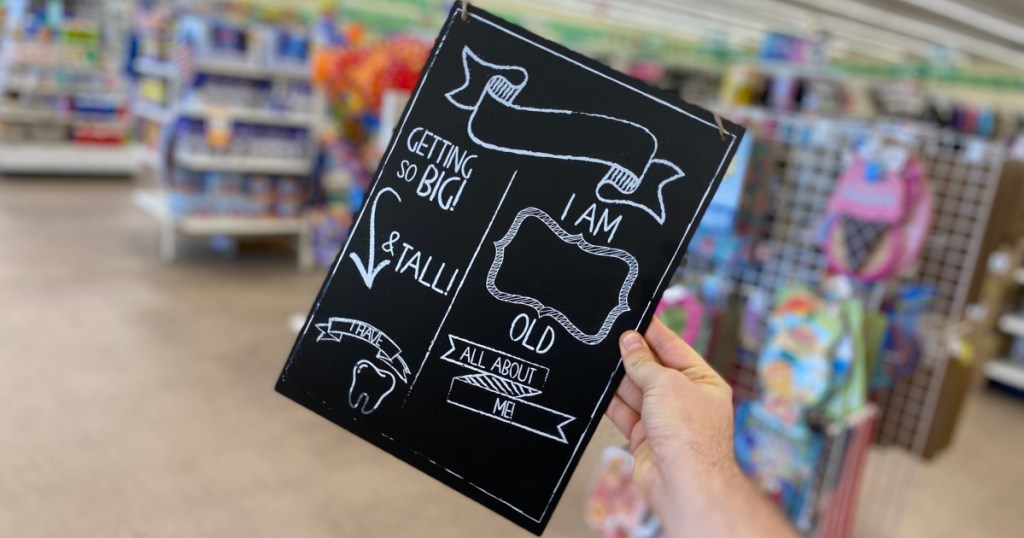 GETTING
SO BIG!
& TALL!
I HAVE
I AM
OLD
ALL ABOUT
ME!